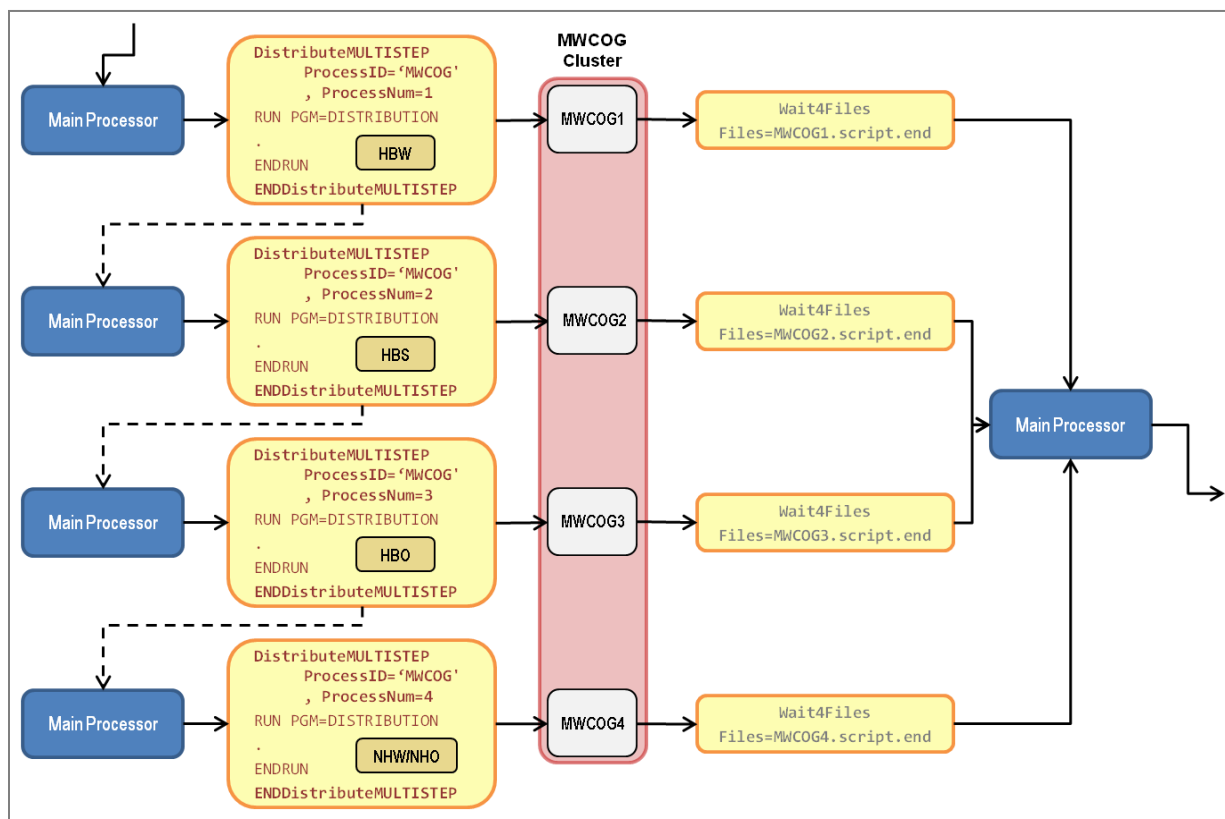 MWCOG
Cluster
Main Processor
DistributeMULTISTEP
ProcessID=‘MWCOG'
, ProcessNum=1
RUN PGM=DISTRIBUTION
.
HBW
ENDRUN
ENDDistributeMULTISTEP
MWCOG1
Wait4Files
Files=MWCOG1.script.end
Main Processor
DistributeMULTISTEP
ProcessID=‘MWCOG'
, ProcessNum=2
RUN PGM=DISTRIBUTION
.
HBS
ENDRUN
ENDDistributeMULTISTEP
MWCOG2
Wait4Files
Files=MWCOG2.script.end
Main Processor
Main Processor
DistributeMULTISTEP
ProcessID=‘MWCOG'
, ProcessNum=3
RUN PGM=DISTRIBUTION
.
HBO
ENDRUN
ENDDistributeMULTISTEP
MWCOG3
Wait4Files
Files=MWCOG3.script.end
Main Processor
DistributeMULTISTEP
ProcessID=‘MWCOG'
, ProcessNum=4
RUN PGM=DISTRIBUTION
.
NHW/NHO
ENDRUN
ENDDistributeMULTISTEP
MWCOG4
Wait4Files
Files=MWCOG4.script.end